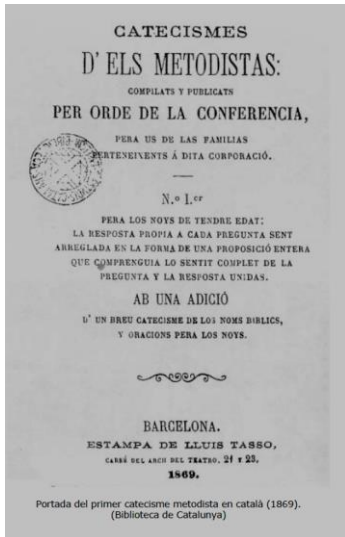 CATECISMES
D' ELS METODISTAS:
COMPILATS Y PUBLICATS
PER ORDE DE LA CONFERENCIA,
PERA US DE LAS FAMILIAS
PERTENEIXENTS Á DITA CORPORACIÓ.
N.o I.er
PERA LOS NOYS DE TENDRE EDAT:
LA RESPOSTA PROPIA A CADA PREGUNTA SENT
ARREGLADA EN LA FORMA DE UNA PROPOSICIÓ ENTERA
QUE COMPRENGUIA LO SENTIT COMPLET DE LA
PREGUNTA Y LA RESPOSTA UNIDAS.
AB UNA ADICIÓ
D' UN BREU CATECISME DE LOS NOMS BIBLICS,
Y ORACIONS PERA LOS NOYS.
BARCELONA.
ESTAMPA DE LLUIS TASSO,
CARRÉ DEL ARCH DEL TEATRO, 21 Y 23.
1869.
Portada del primer catecisme metodista en català (1869).
(Biblioteca de Catalunya)